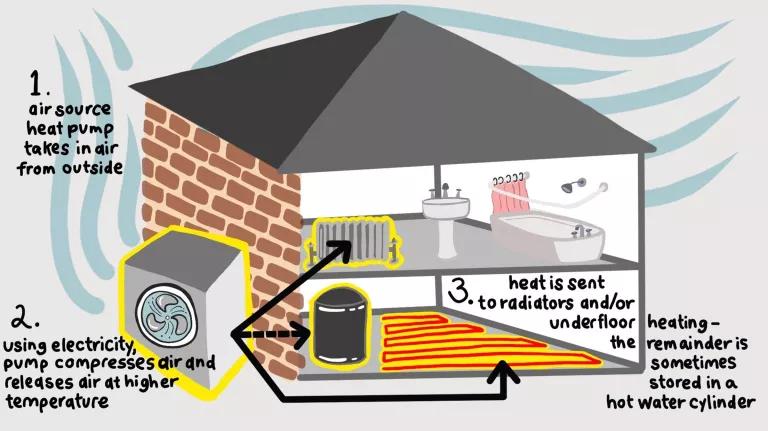 1.
air source
heat pump
takes in air
from outside
2.
using electricity,
pump compresses air and
releases air at higher
temperature
3. heat is sent
to radiators and/or
underfloor heating-
the remainder is
sometimes
stored in a
hot water cylinder